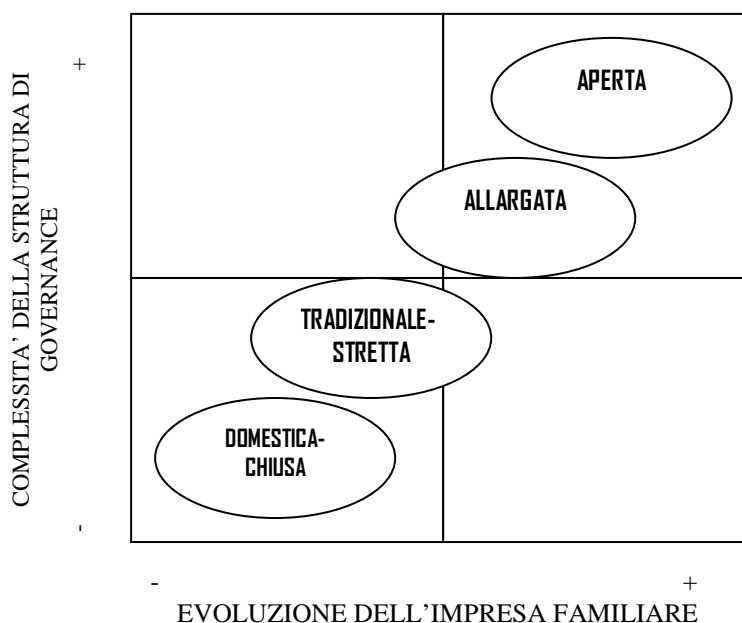 COMPLESSITA’ DELLA STRUTTURA DI
GOVERNANCE
+
-
APERTA
ALLARGATA
TRADIZIONALE-
STRETTA
DOMESTICA-
CHIUSA
- +
EVOLUZIONE DELL’IMPRESA FAMILIARE